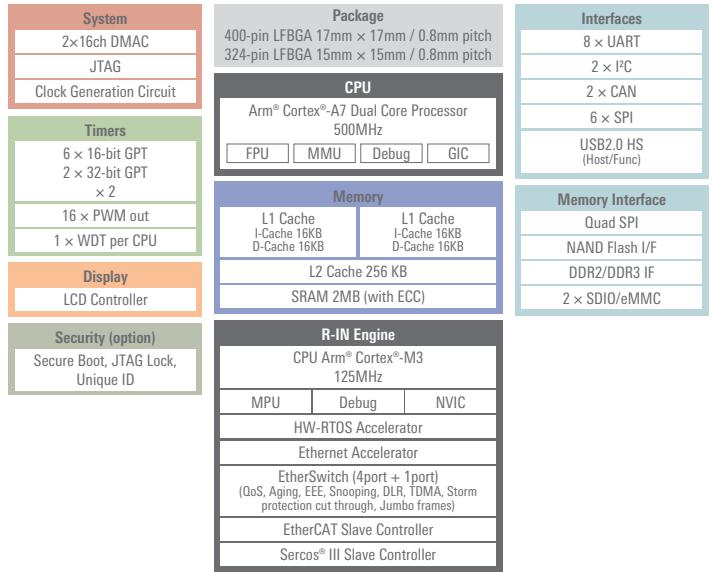 System
2×16ch DMAC
JTAG
Clock Generation Circuit
Timers
6 × 16-bit GPT
2 × 32-bit GPT
× 2
16 × PWM out
1 × WDT per CPU
Display
LCD Controller
Security (option)
Secure Boot, JTAG Lock,
Unique ID
Package
400-pin LFBGA 17mm × 17mm / 0.8mm pitch
324-pin LFBGA 15mm × 15mm / 0.8mm pitch
CPU
Arm® Cortex®-A7 Dual Core Processor
500MHz
FPU MMU Debug GIC
Memory
L1 Cache L1 Cache
I-Cache 16KB I-Cache 16KB
D-Cache 16KB D-Cache 16KB
L2 Cache 256 KB
SRAM 2MB (with ECC)
R-IN Engine
CPU Arm® Cortex®-M3
125MHz
MPU Debug NVIC
HW-RTOS Accelerator
Ethernet Accelerator
EtherSwitch (4port + 1port)
(QoS, Aging, EEE, Snooping, DLR, TDMA, Storm
protection cut through, Jumbo frames)
EtherCAT Slave Controller
Sercos® III Slave Controller
Interfaces
8 × UART
2 × I²C
2 × CAN
6 × SPI
USB2.0 HS
(Host/Func)
Memory Interface
Quad SPI
NAND Flash I/F
DDR2/DDR3 IF
2 × SDIO/eMMC